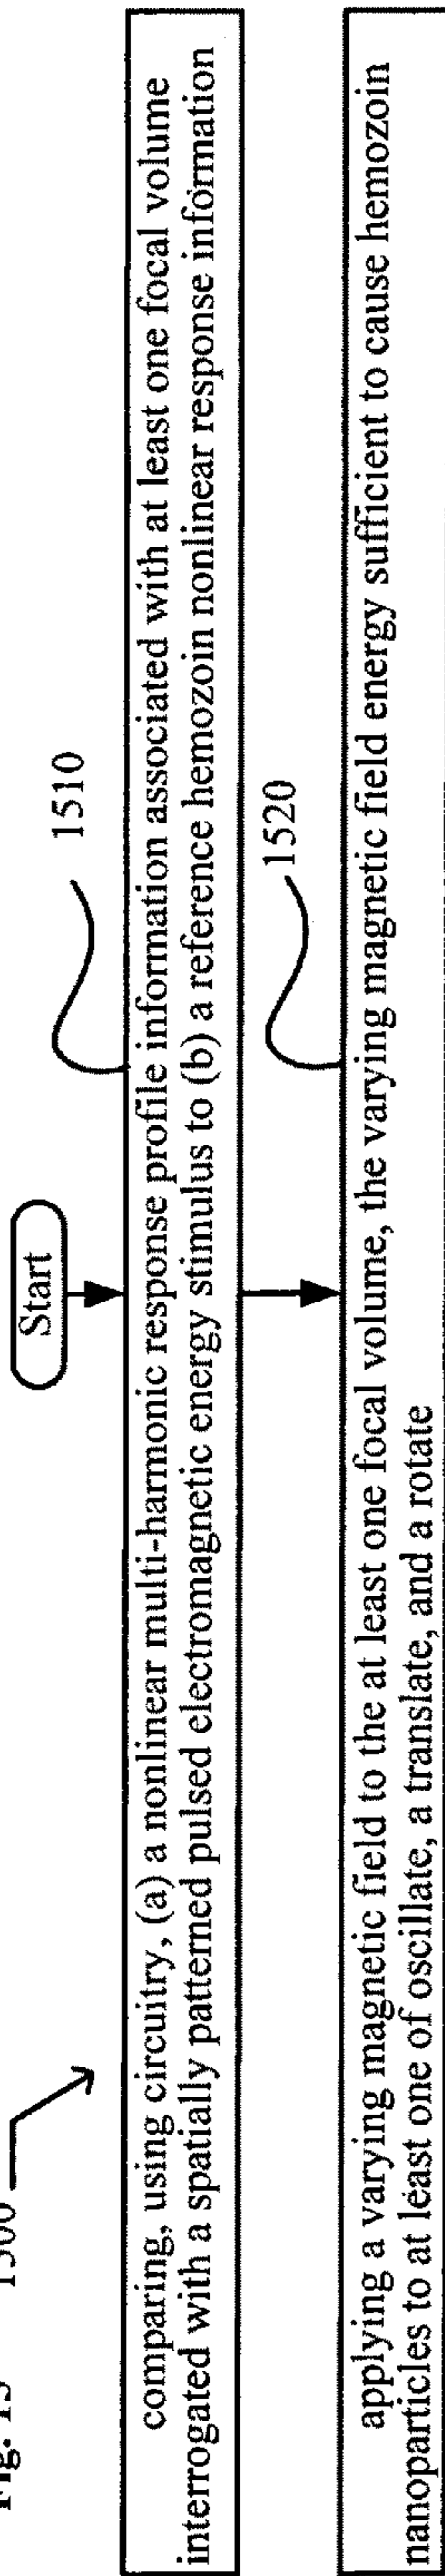 Fig. 15
1500
Start
1510
comparing, using circuitry, (a) a nonlinear multi-harmonic response profile information associated with at least one focal volume
interrogated with a spatially patterned pulsed electromagnetic energy stimulus to (b) a reference hemozoin nonlinear response information
1520
applying a varying magnetic field to the at least one focal volume, the varying magnetic field energy sufficient to cause hemozoin
nanoparticles to at least one of oscillate, a translate, and a rotate